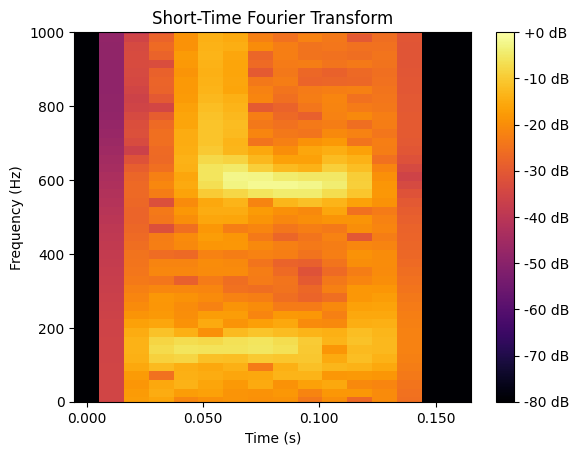 Short-Time Fourier Transform
1000
800
600
400
200
0
Frequency (Hz)
0.000
0.050
0.100
0.150
Time (s)
+0 dB
-10 dB
-20 dB
-30 dB
-40 dB
-50 dB
-60 dB
-70 dB
-80 dB